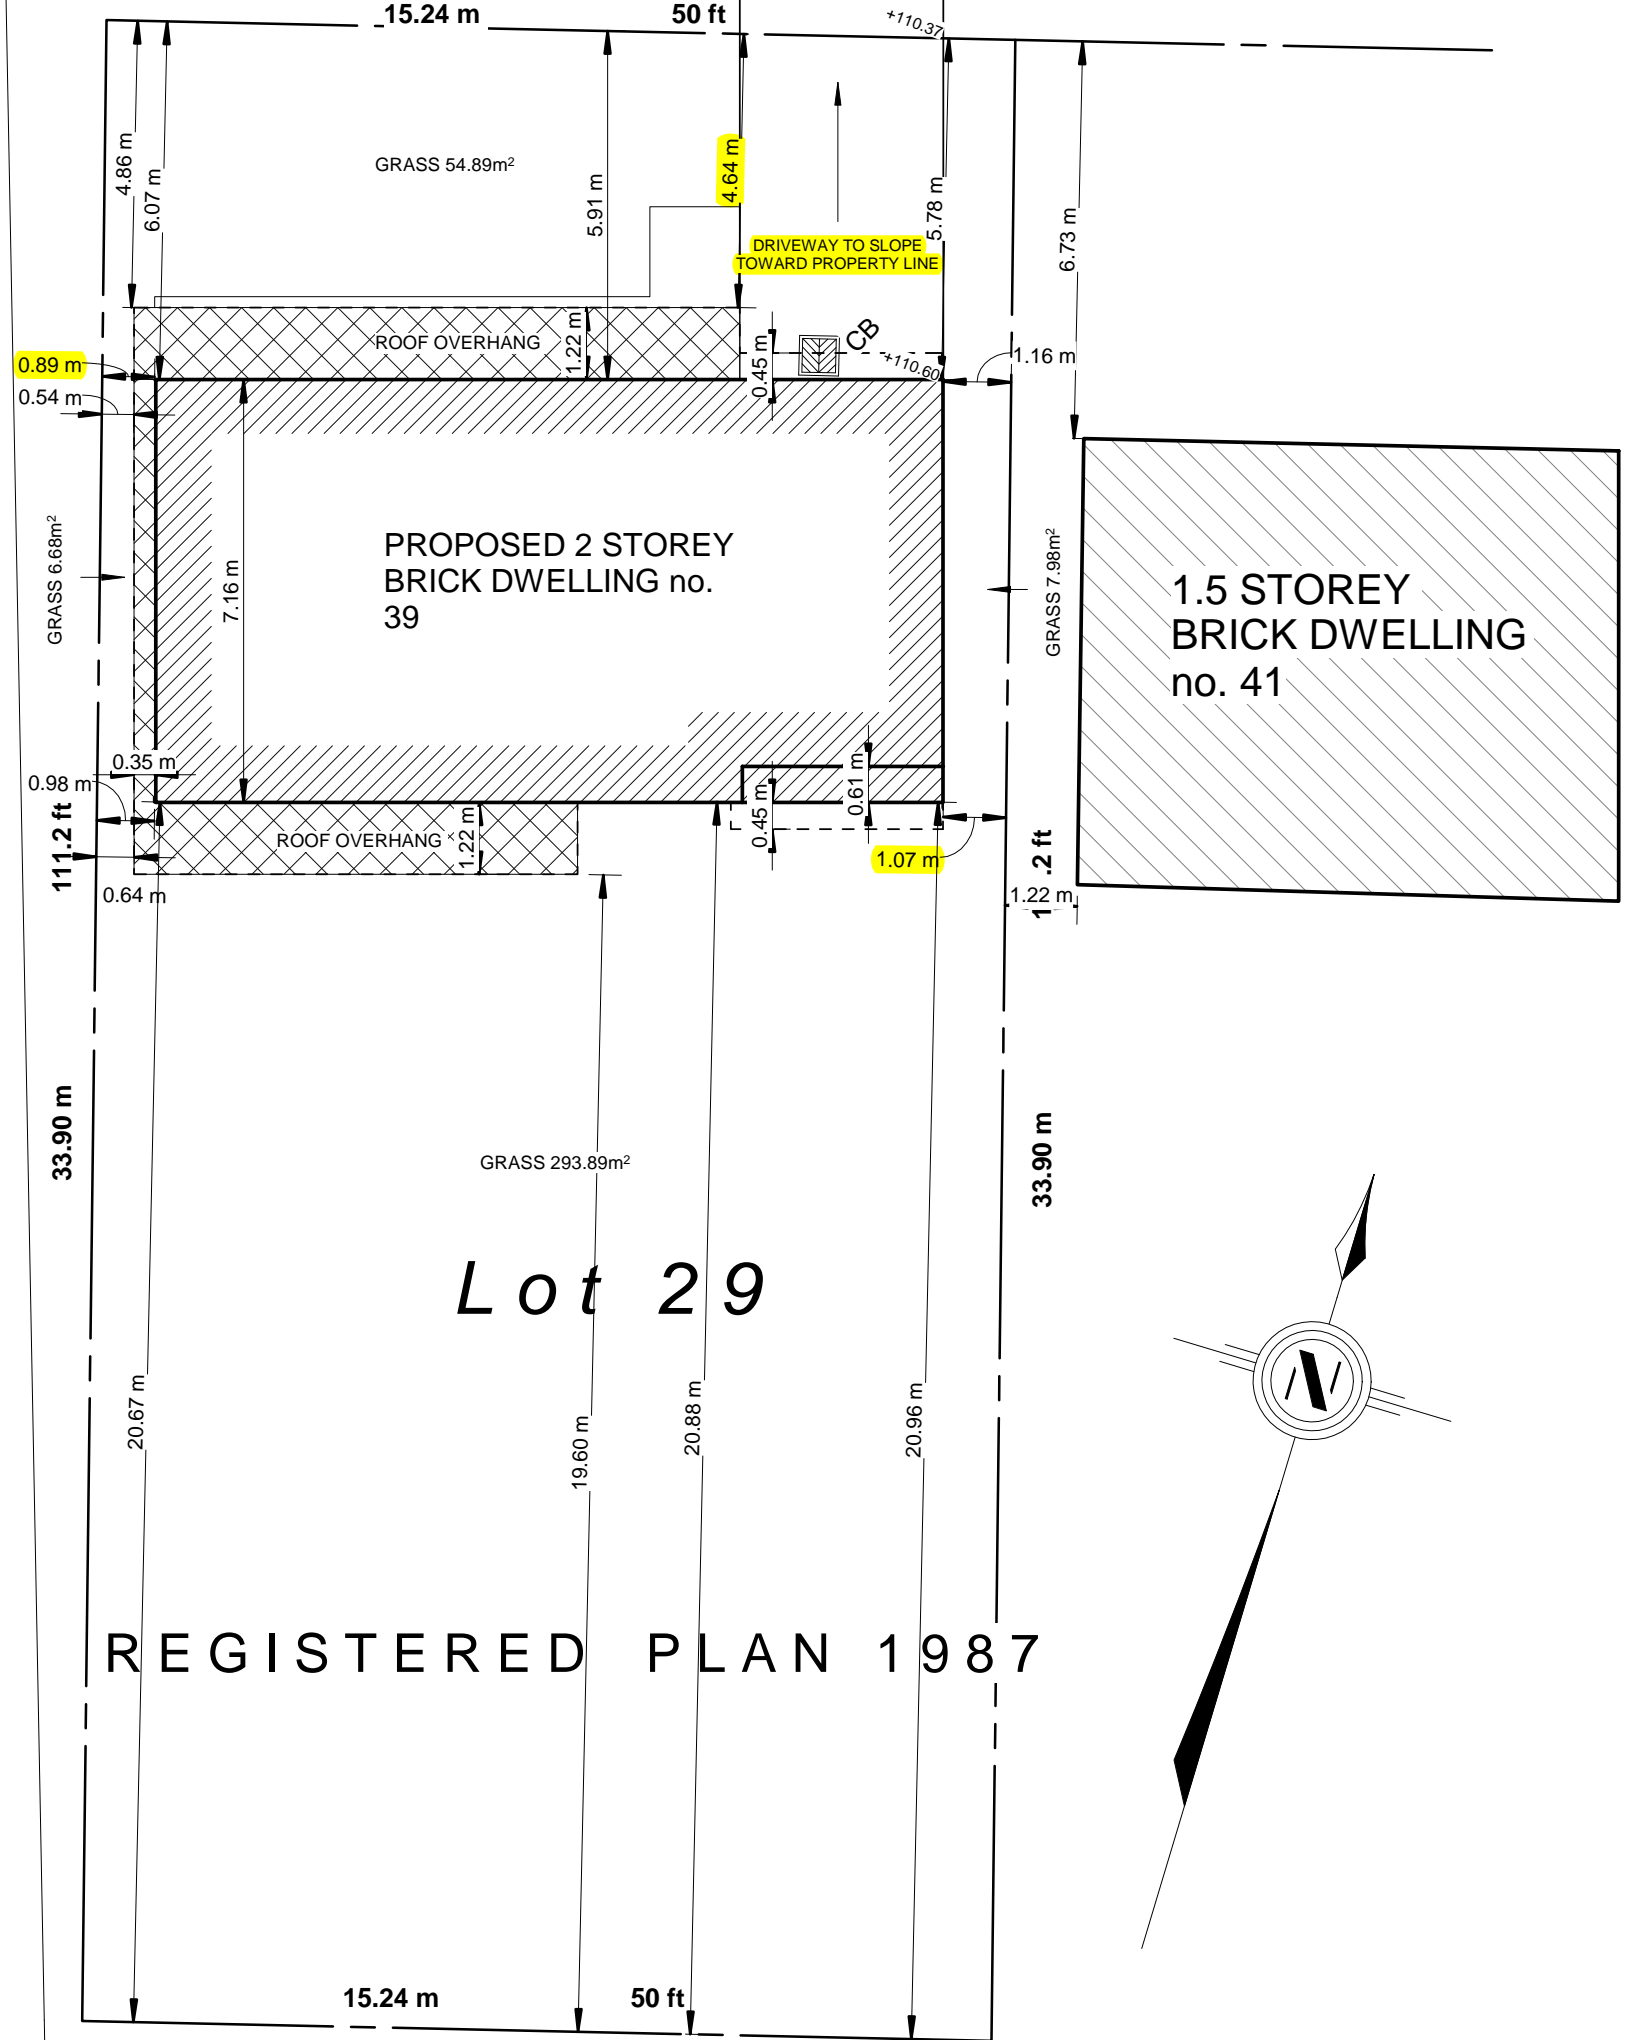 15.24 m 50 ft
+110.37
4.86 m
6.07 m
GRASS 54.89m²
5.91 m
4.64 m
5.78 m
6.73 m
DRIVEWAY TO SLOPE
TOWARD PROPERTY LINE
ROOF OVERHANG
1.22 m
0.45 m
CB
+110.60
1.16 m
0.89 m
0.54 m
GRASS 6.68m²
7.16 m
PROPOSED 2 STOREY
BRICK DWELLING no.
39
GRASS 7.98m²
1.5 STOREY
BRICK DWELLING
no. 41
0.35 m
0.98 m
111.2 ft
ROOF OVERHANG
1.22 m
0.45 m
0.61 m
1.07 m
.2 ft
0.64 m
1.22 m
33.90 m
GRASS 293.89m²
33.90 m
Lot 29
20.67 m
19.60 m
20.88 m
20.96 m
N
REGISTERED PLAN 1987
15.24 m 50 ft